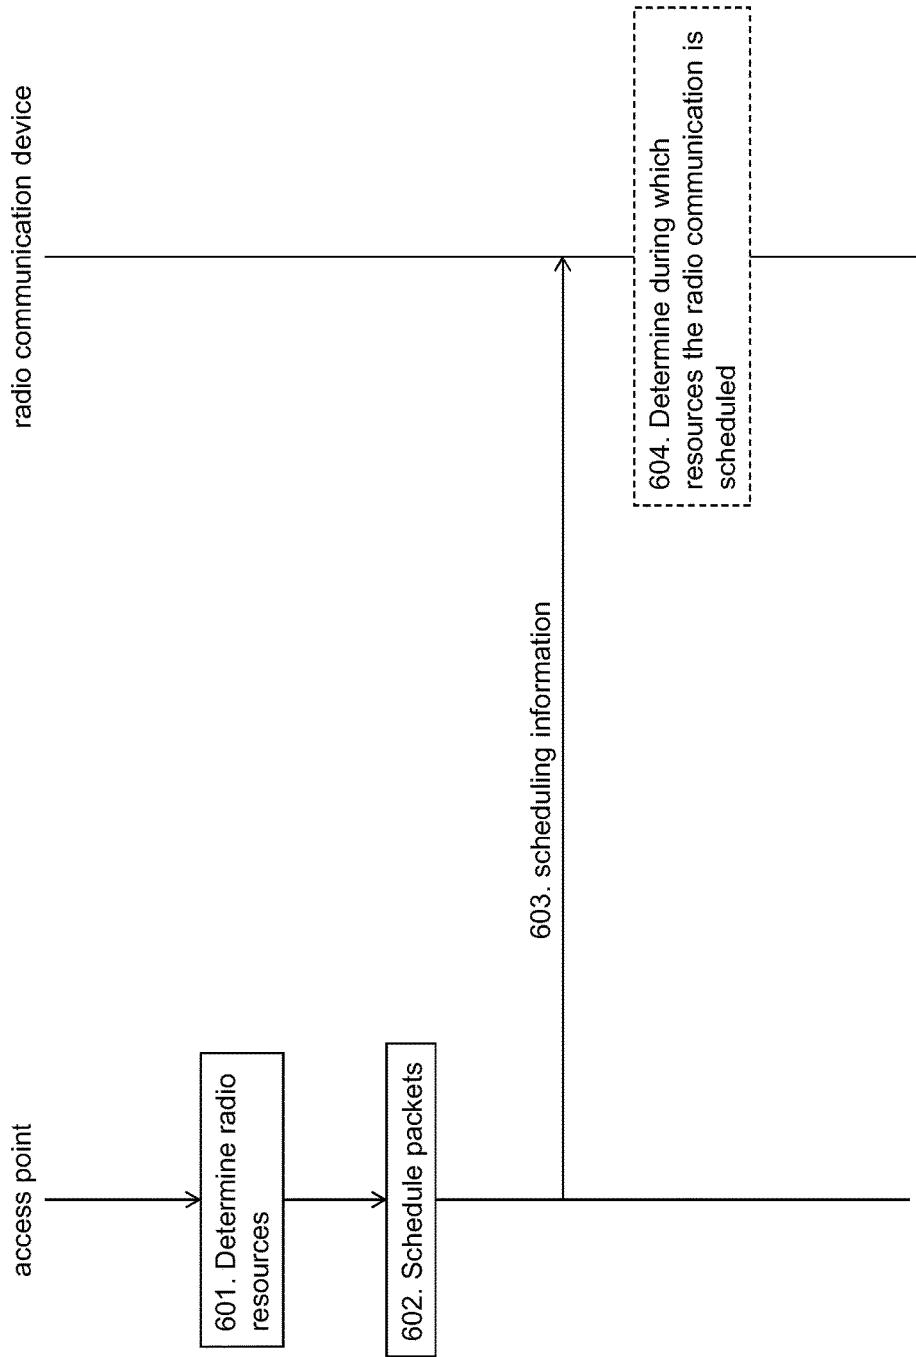 access point
radio communication device
601. Determine radio
resources
602. Schedule packets
603. scheduling information
604. Determine during which
resources the radio communication is
scheduled